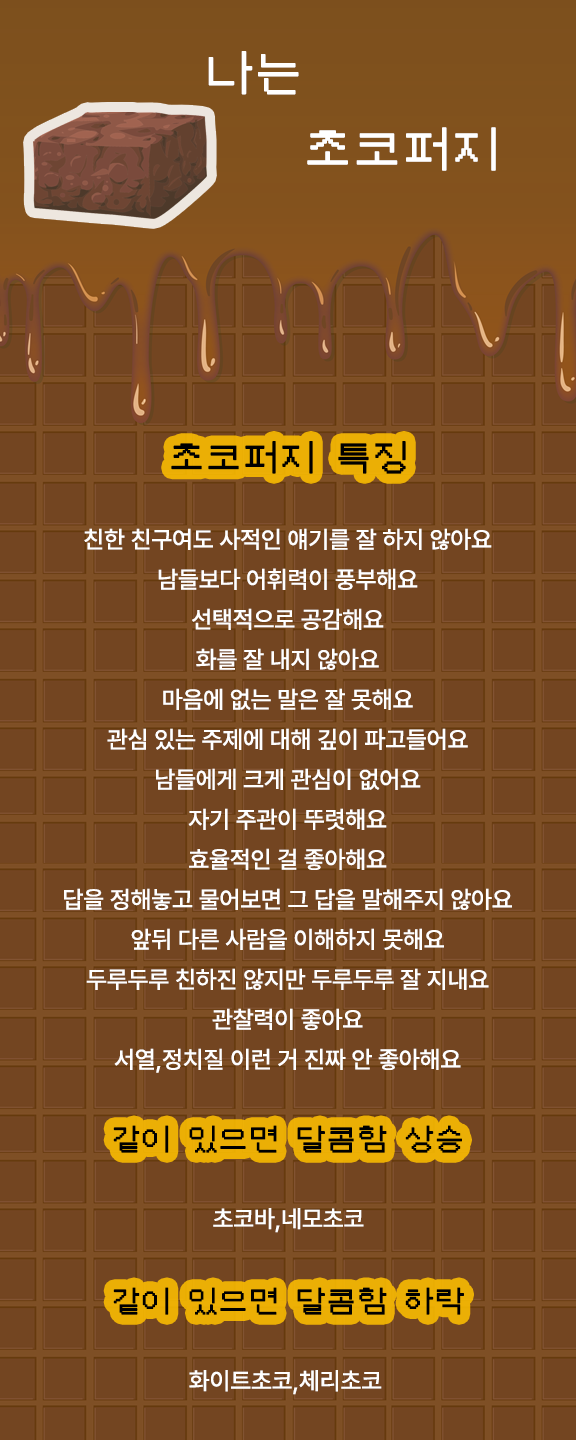 나는
초코퍼지
초코퍼지 특징
친한 친구여도 사적인 얘기를 잘 하지 않아요
남들보다 어휘력이 풍부해요
선택적으로 공감해요
화를 잘 내지 않아요
마음에 없는 말은 잘 못해요
관심 있는 주제에 대해 깊이 파고들어요
남들에게 크게 관심이 없어요
자기 주관이 뚜렷해요
효율적인 걸 좋아해요
답을 정해놓고 물어보면 그 답을 말해주지 않아요
앞뒤 다른 사람을 이해하지 못해요
두루두루 친하진 않지만 두루두루 잘 지내요
관찰력이 좋아요
서열,정치질 이런 거 진짜 안 좋아해요
같이 있으면 달콤함 상승
초코바,네모초코
같이 있으면 달콤함 하락
화이트초코,체리초코